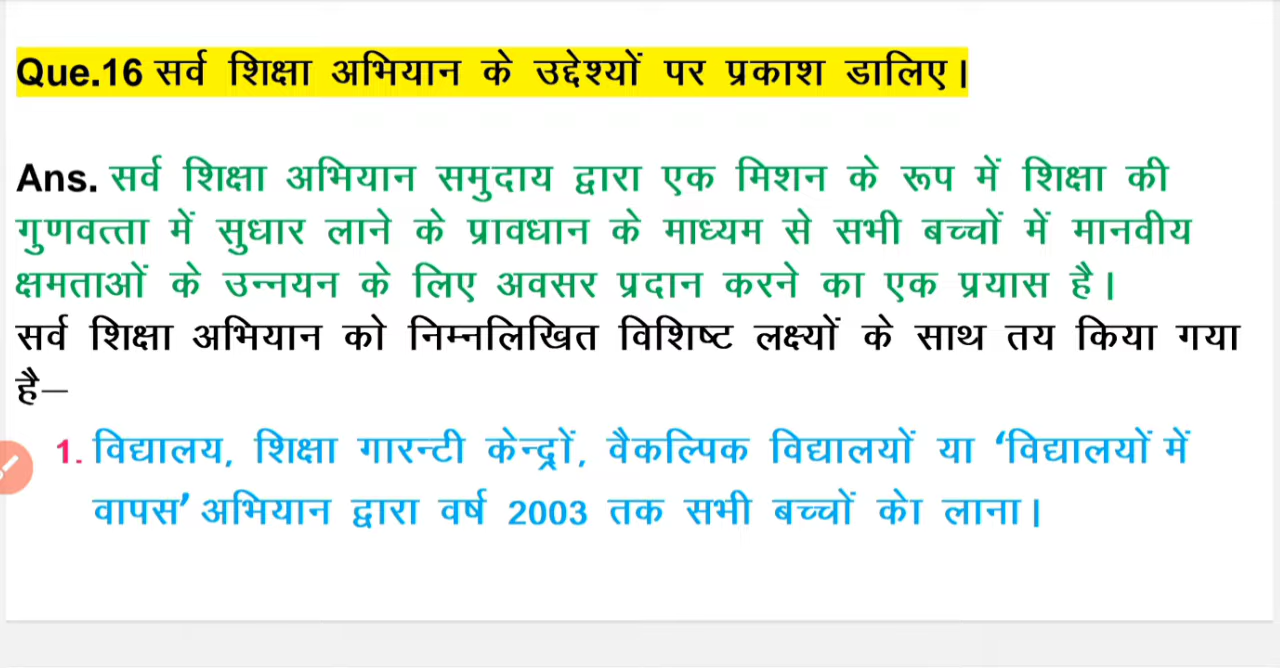 Que.16 सर्व शिक्षा अभियान के उद्देश्यों पर प्रकाश डालिए।
Ans. सर्व शिक्षा अभियान समुदाय द्वारा एक मिशन के रूप में शिक्षा की
गुणवत्ता में सुधार लाने के प्रावधान के माध्यम से सभी बच्चों में मानवीय
क्षमताओं के उन्नयन के लिए अवसर प्रदान करने का एक प्रयास है।
सर्व शिक्षा अभियान को निम्नलिखित विशिष्ट लक्ष्यों के साथ तय किया गया
है—
1. विद्यालय, शिक्षा गारन्टी केन्द्रों, वैकल्पिक विद्यालयों या ‘विद्यालयों में
वापस’ अभियान द्वारा वर्ष 2003 तक सभी बच्चों केा लाना।